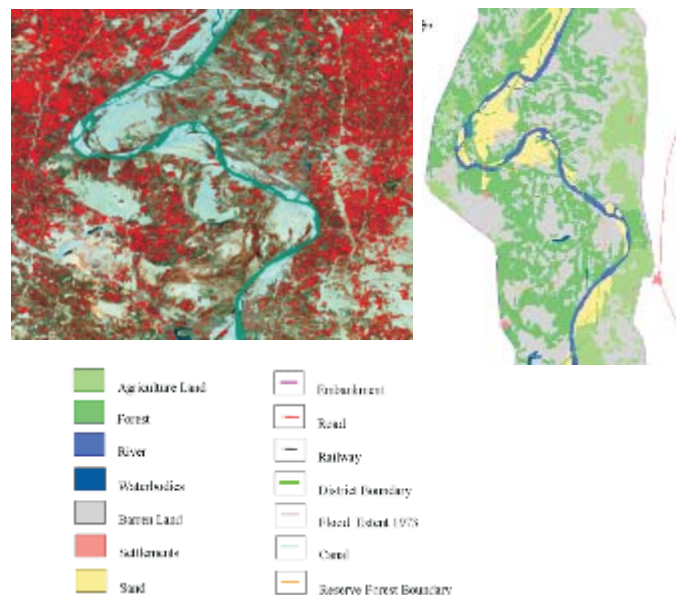 Agriculture Land
Forest
River
Waterbodies
Barren Land
Settlements
Sand
Embankment
Road
Railway
District Boundary
Flood Extent 1973
Canal
Reserve Forest Boundary